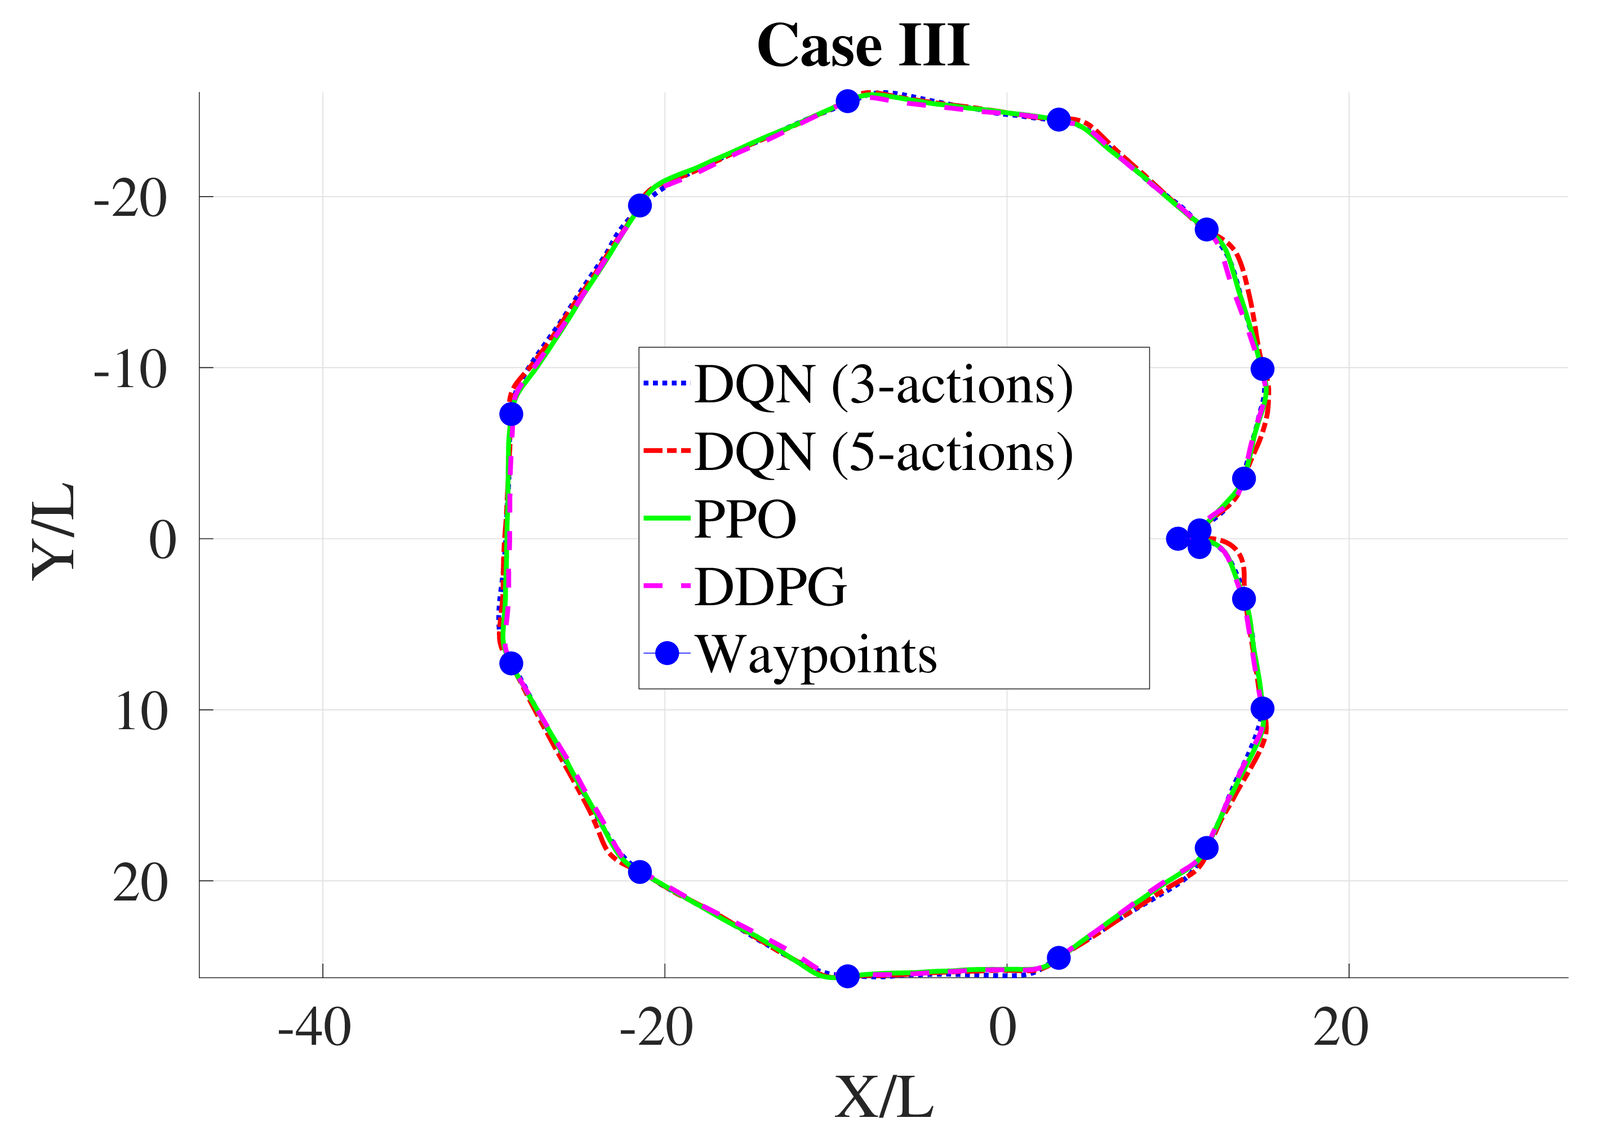 Case III
Y/L
-20
-10
0
10
20
DQN (3-actions)
DQN (5-actions)
PPO
DDPG
Waypoints
-40
-20
0
20
X/L